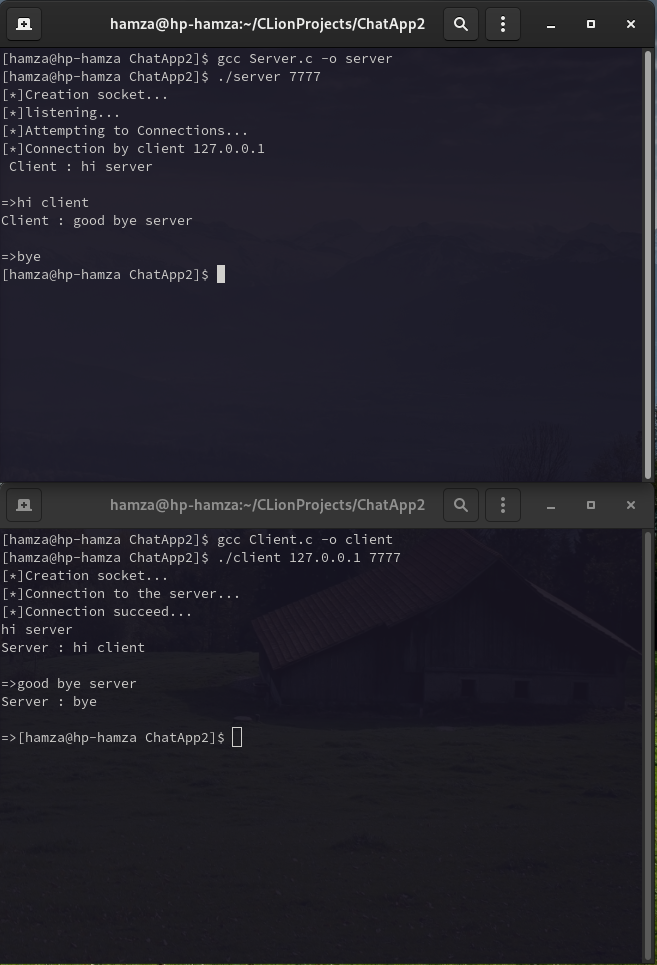 hamza@hp-hamza:~/CLionProjects/ChatApp2
[hamza@hp-hamza ChatApp2]$ gcc Server.c -o server
[hamza@hp-hamza ChatApp2]$ ./server 7777
[*]Creation socket...
[*]listening...
[*]Attempting to Connections...
[*]Connection by client 127.0.0.1
 Client : hi server
=>hi client
Client : good bye server
=>bye
[hamza@hp-hamza ChatApp2]$
hamza@hp-hamza:~/CLionProjects/ChatApp2
[hamza@hp-hamza ChatApp2]$ gcc Client.c -o client
[hamza@hp-hamza ChatApp2]$ ./client 127.0.0.1 7777
[*]Creation socket...
[*]Connection to the server...
[*]Connection succeed...
hi server
Server : hi client
=>good bye server
Server : bye
=>[hamza@hp-hamza ChatApp2]$